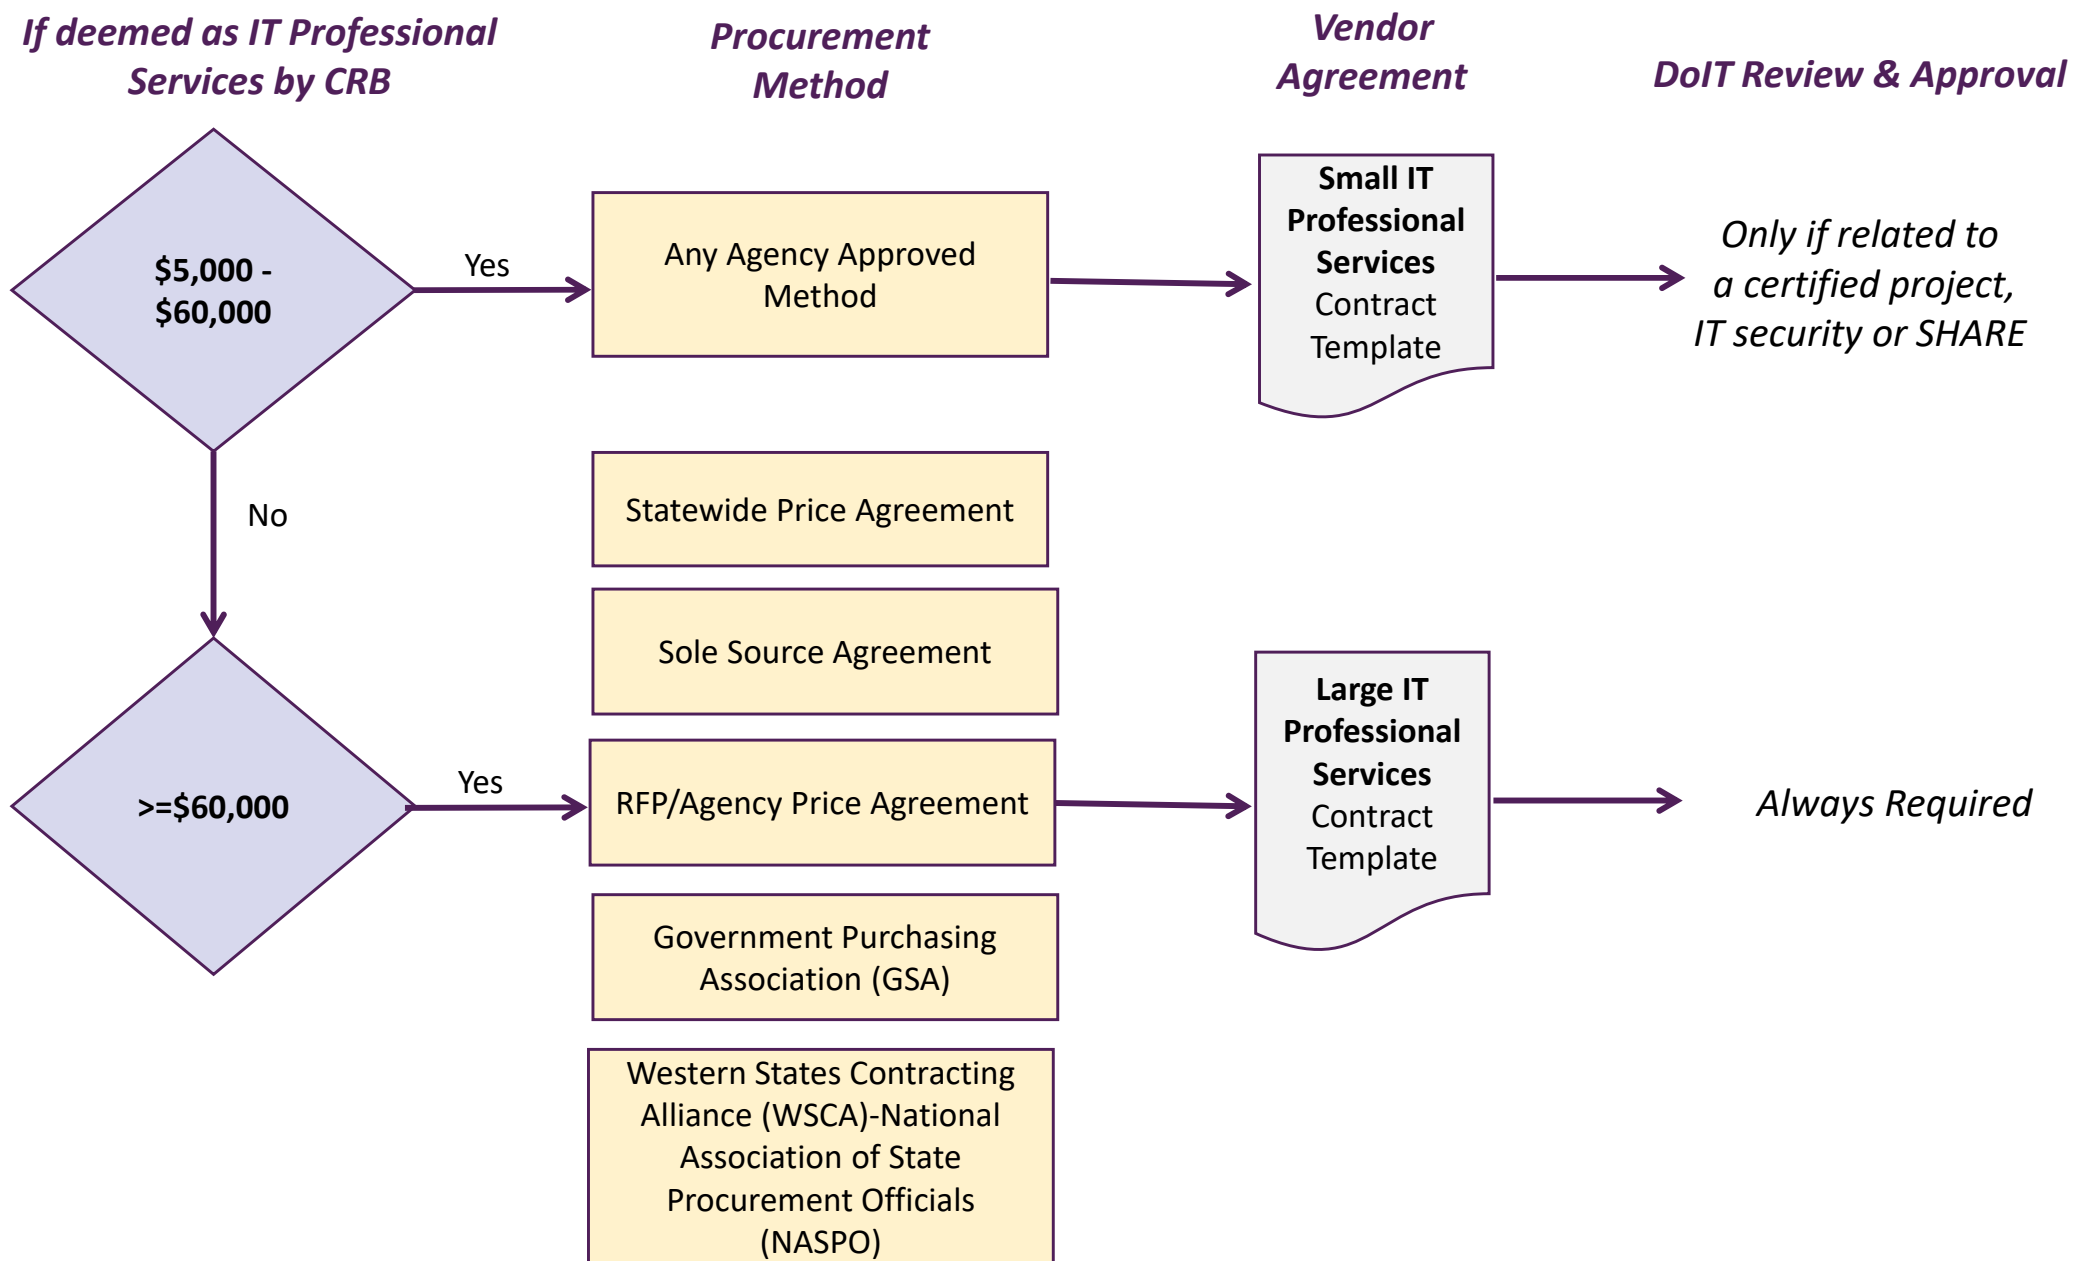 If deemed as IT Professional
Services by CRB
Procurement
Method
Vendor
Agreement
DoIT Review & Approval
$5,000 -
$60,000
Yes
Any Agency Approved
Method
Small IT
Professional
Services
Contract
Template
Only if related to
a certified project,
IT security or SHARE
No
Statewide Price Agreement
Sole Source Agreement
>=$60,000
Yes
RFP/Agency Price Agreement
Large IT
Professional
Services
Contract
Template
Always Required
Government Purchasing
Association (GSA)
Western States Contracting
Alliance (WSCA)-National
Association of State
Procurement Officials
(NASPO)